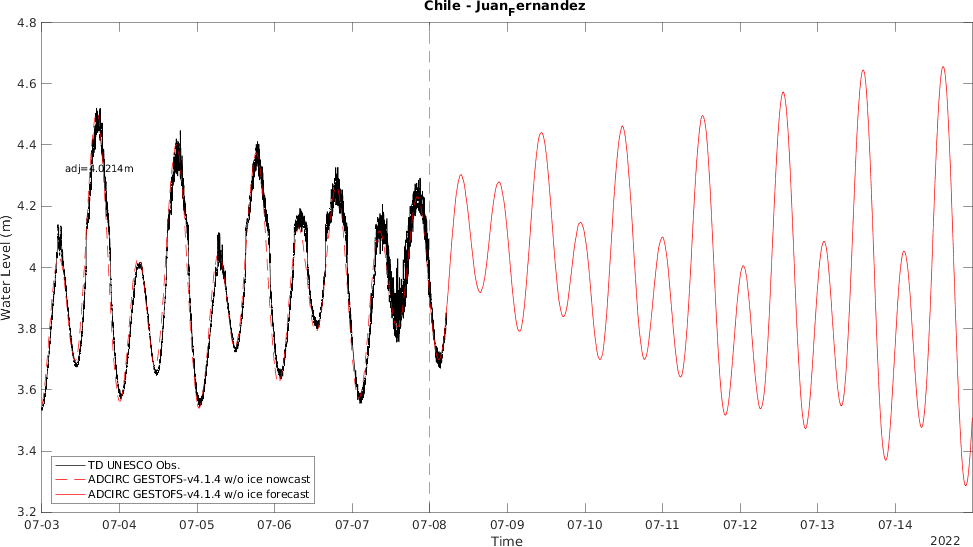 Chile - Juan_Fernandez
4.8
4.6
4.4
4.2
4
3.8
3.6
3.4
3.2
Water Level (m)
adj=4.0214m
TD UNESCO Obs.
ADCIRC GESTOFS-v4.1.4 w/o ice nowcast
ADCIRC GESTOFS-v4.1.4 w/o ice forecast
07-03 07-04 07-05 07-06 07-07 07-08 07-09 07-10 07-11 07-12 07-13 07-14
Time
2022